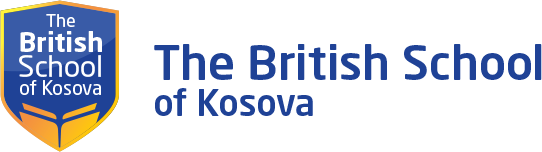 The
British
School
of Kosova
The British School
of Kosova